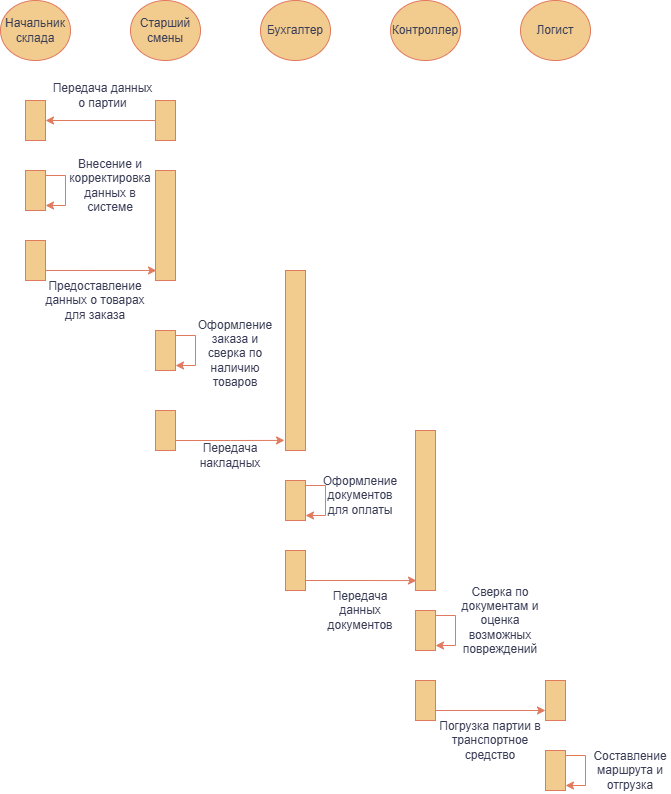 Начальник
склада
Старший
смены
Бухгалтер
Контроллер
Логист
Передача данных
о партии
Внесение и
корректировка
данных в
системе
Предоставление
данных о товарах
для заказа
Оформление
заказа и
сверка по
наличию
товаров
Передача
накладных
Оформление
документов
для оплаты
Передача
данных
документов
Сверка по
документам и
оценка
возможных
повреждений
Погрузка партии в
транспортное
средство
Составление
маршрута и
отгрузка